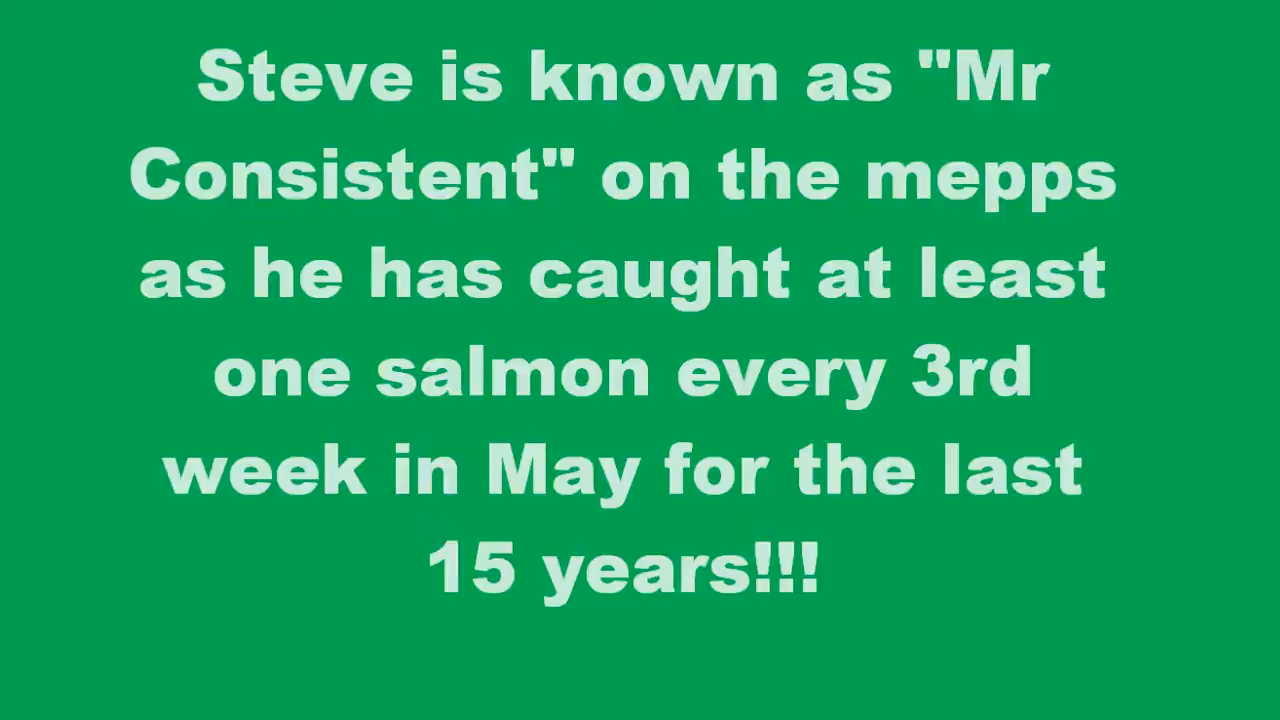 Steve is known as "Mr
Consistent" on the mepps
as he has caught at least
one salmon every 3rd
week in May for the last
15 years!!!